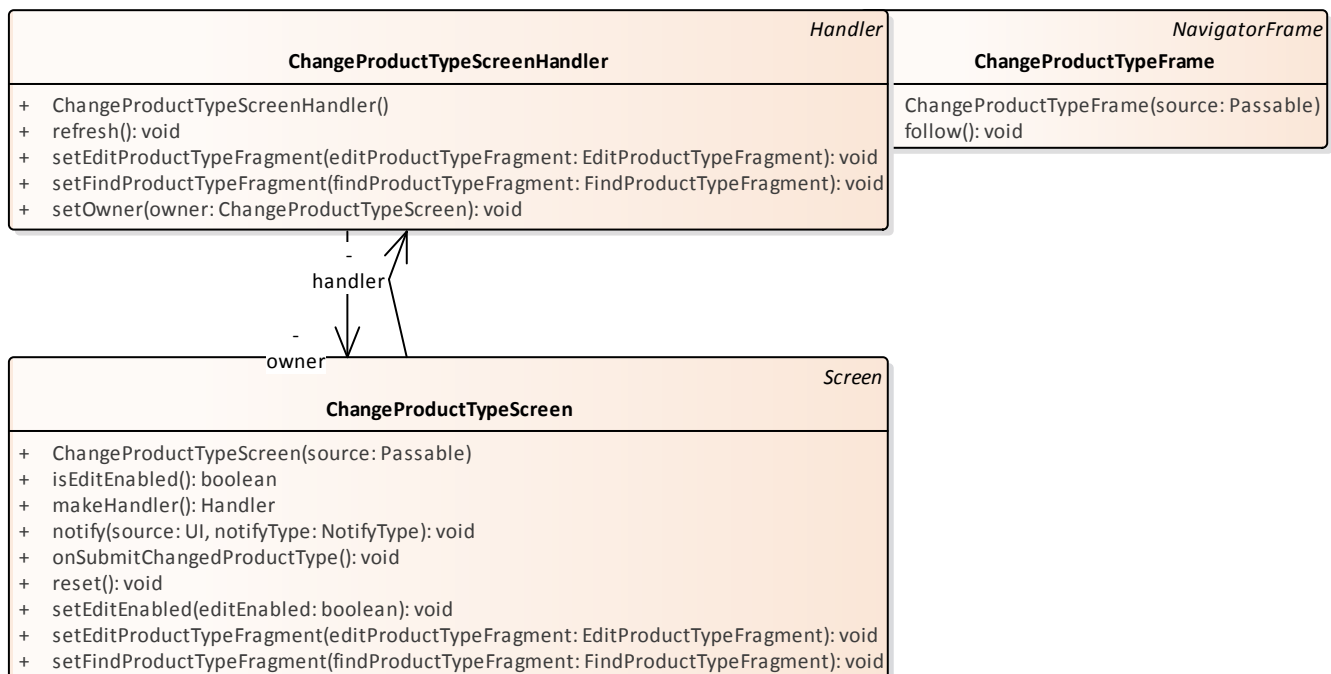 Handler
ChangeProductTypeScreenHandler
+ ChangeProductTypeScreenHandler()
+ refresh(): void
+ setEditProductTypeFragment(editProductTypeFragment: EditProductTypeFragment): void
+ setFindProductTypeFragment(findProductTypeFragment: FindProductTypeFragment): void
+ setOwner(owner: ChangeProductTypeScreen): void
NavigatorFrame
ChangeProductTypeFrame
ChangeProductTypeFrame(source: Passable)
follow(): void
-
handler
-
owner
Screen
ChangeProductTypeScreen
+ ChangeProductTypeScreen(source: Passable)
+ isEditEnabled(): boolean
+ makeHandler(): Handler
+ notify(source: UI, notifyType: NotifyType): void
+ onSubmitChangedProductType(): void
+ reset(): void
+ setEditEnabled(editEnabled: boolean): void
+ setEditProductTypeFragment(editProductTypeFragment: EditProductTypeFragment): void
+ setFindProductTypeFragment(findProductTypeFragment: FindProductTypeFragment): void